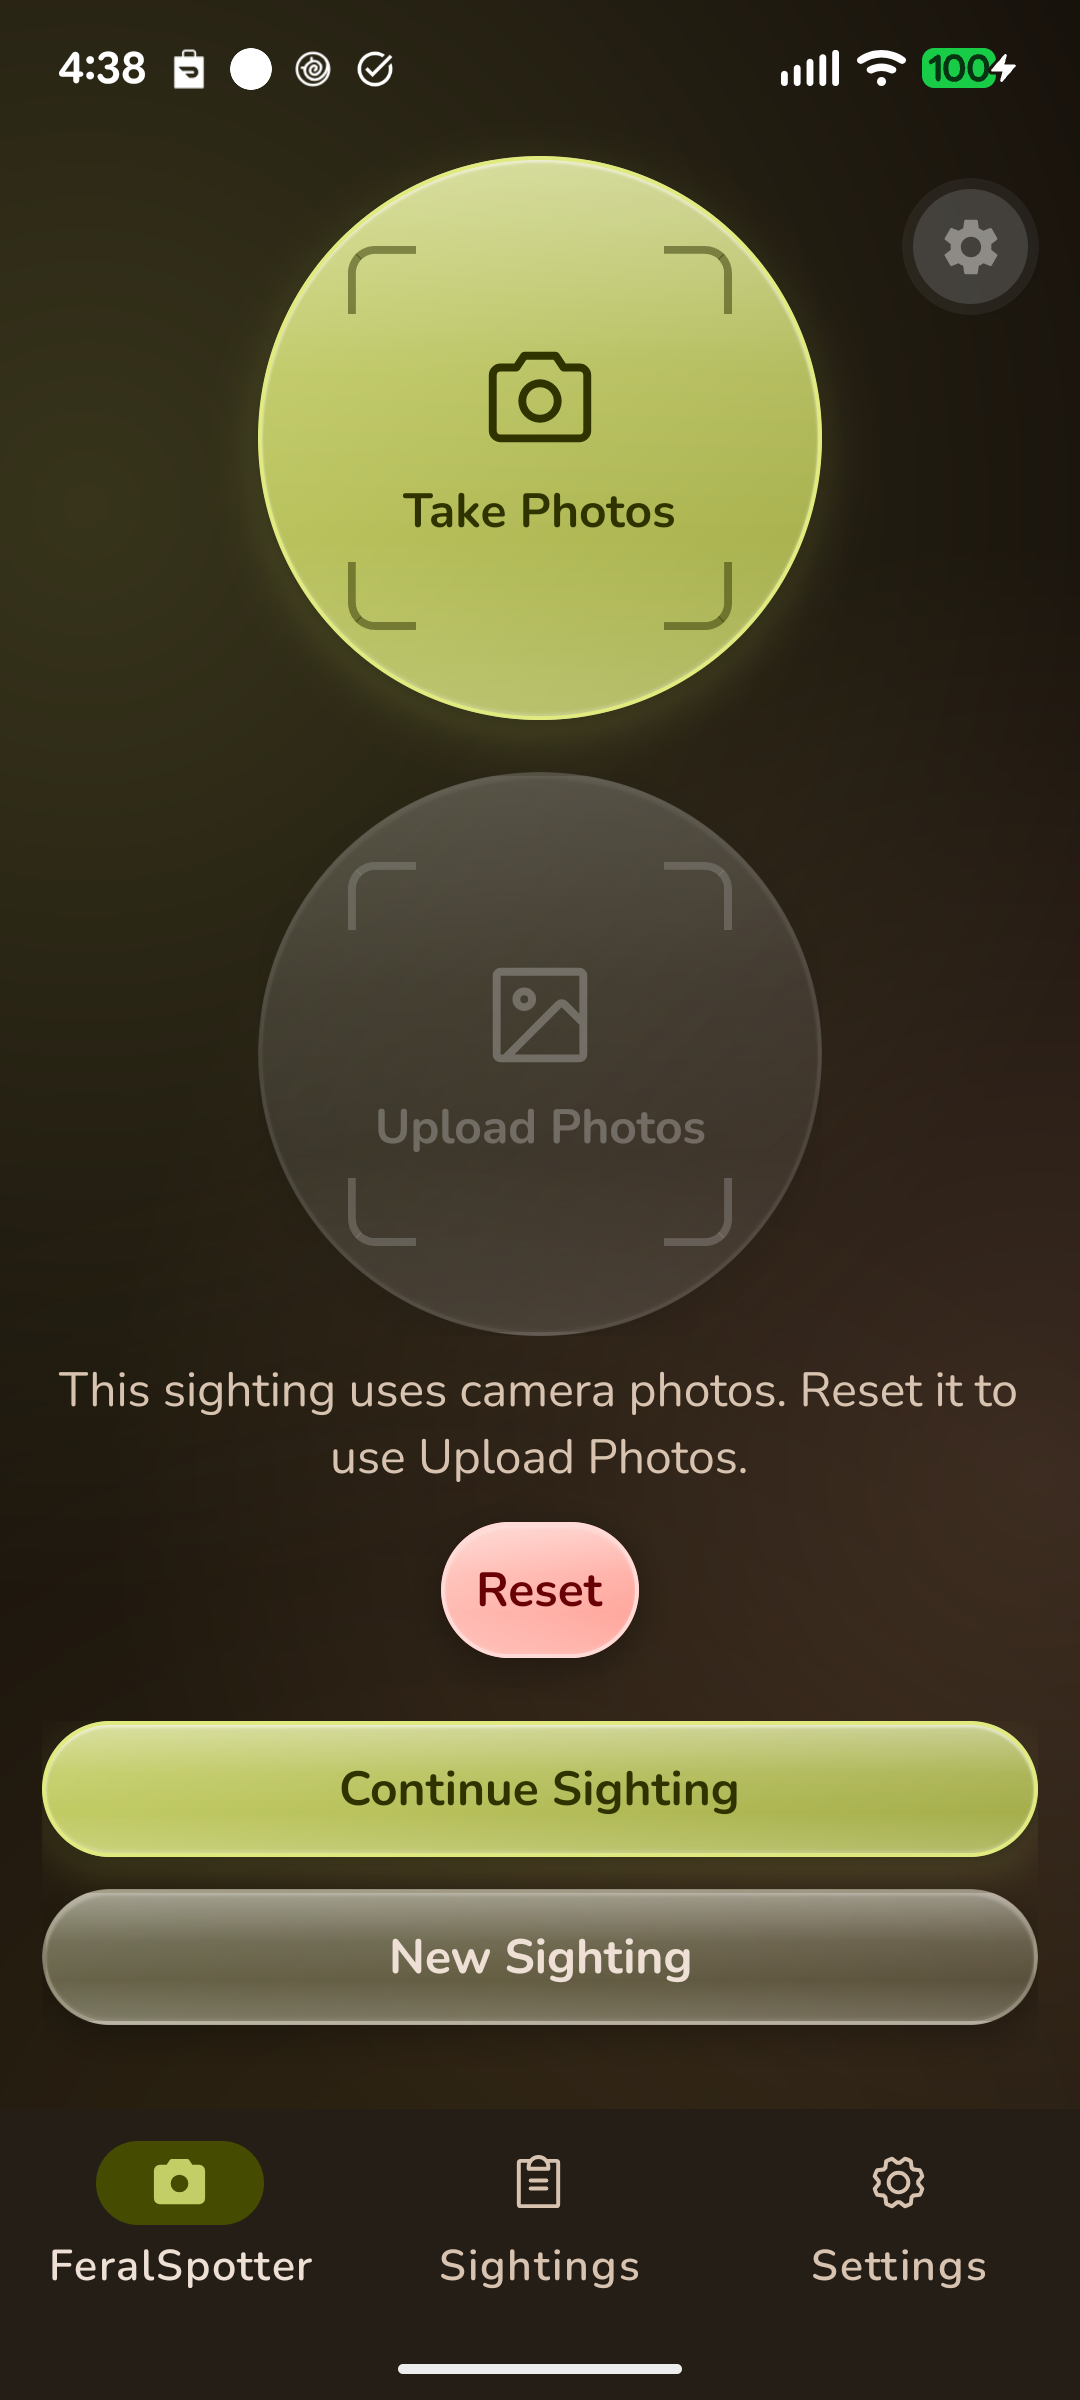 4:38
100
Take Photos
Upload Photos
This sighting uses camera photos. Reset it to
use Upload Photos.
Reset
Continue Sighting
New Sighting
FeralSpotter
Sightings
Settings